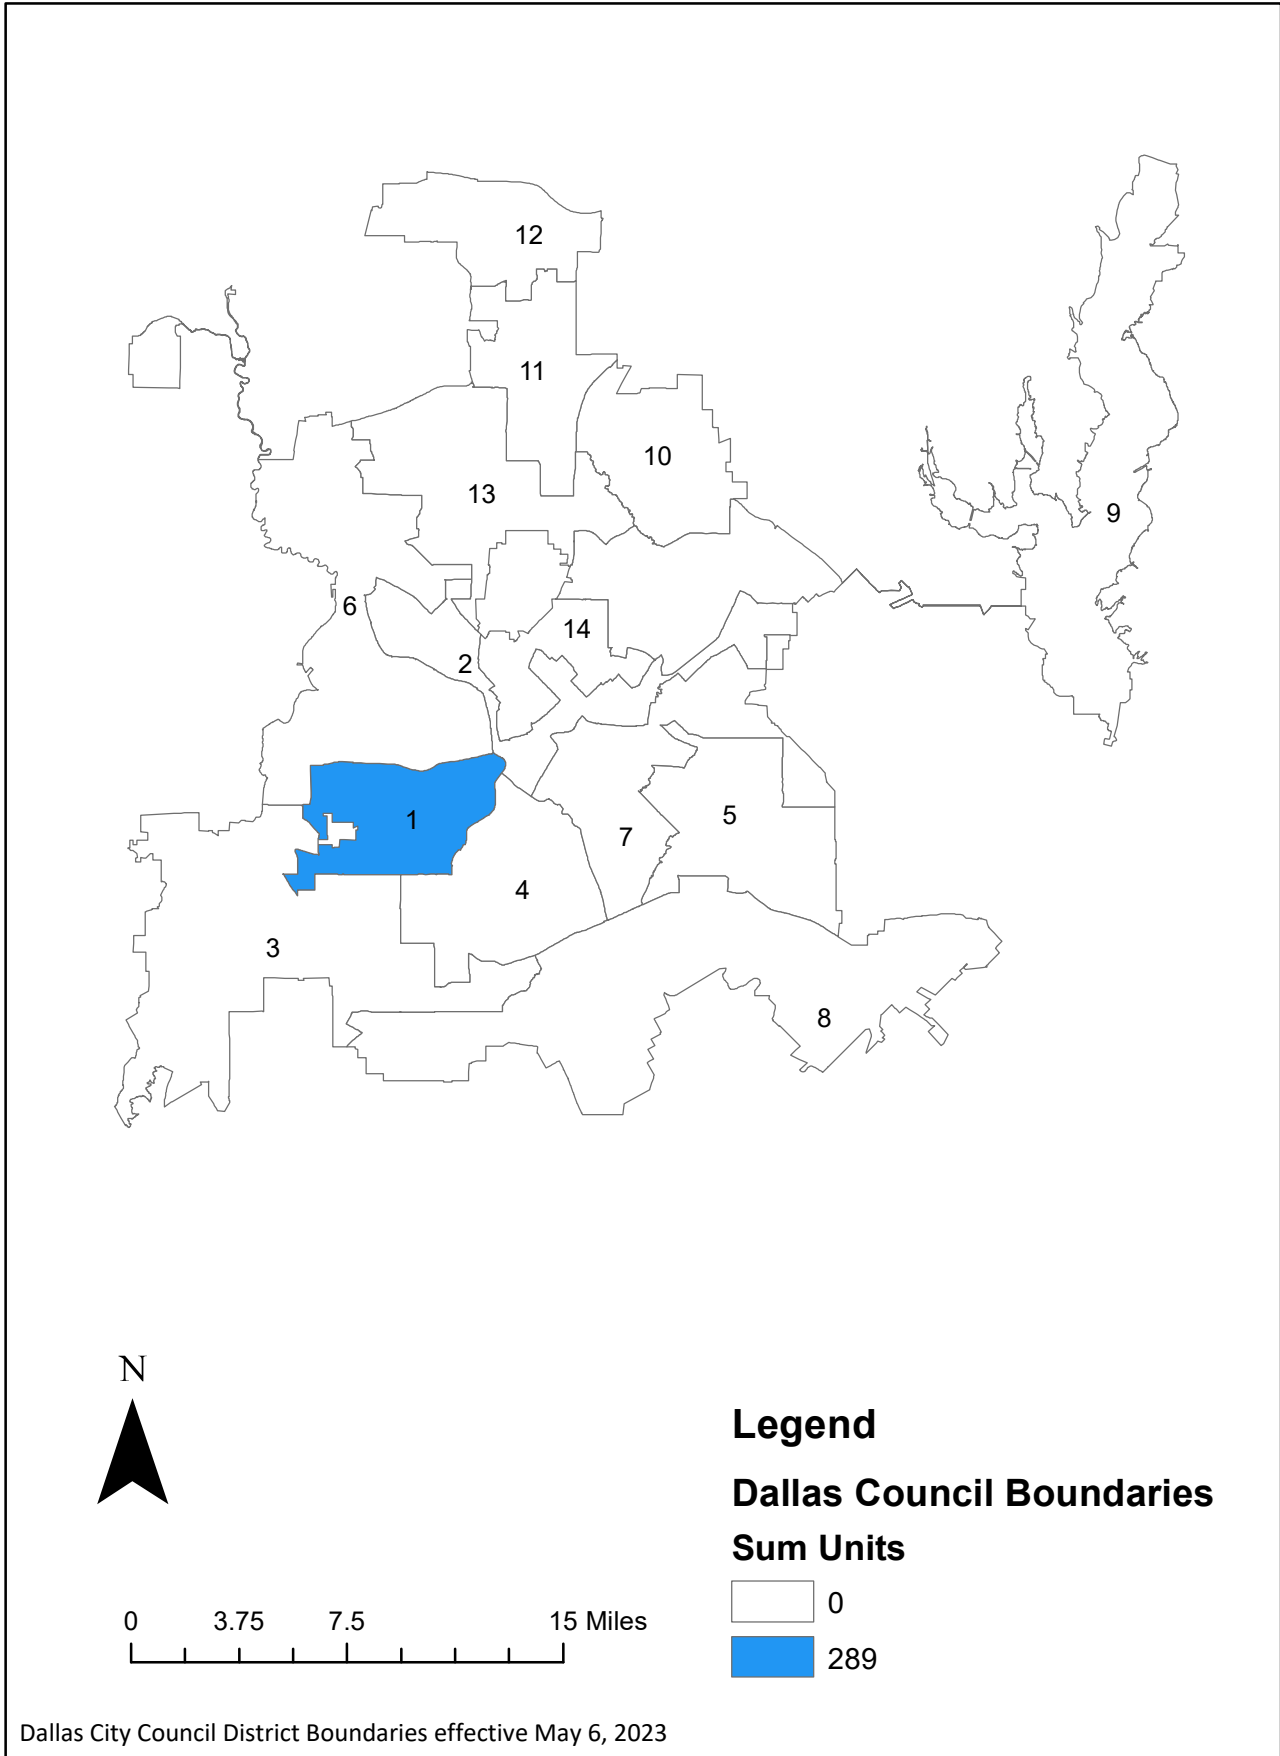 12
11
10
13
9
6
14
2
1
5
7
4
3
8
N
Legend
Dallas Council Boundaries
Sum Units
0
289
0 3.75 7.5 15 Miles
Dallas City Council District Boundaries effective May 6, 2023